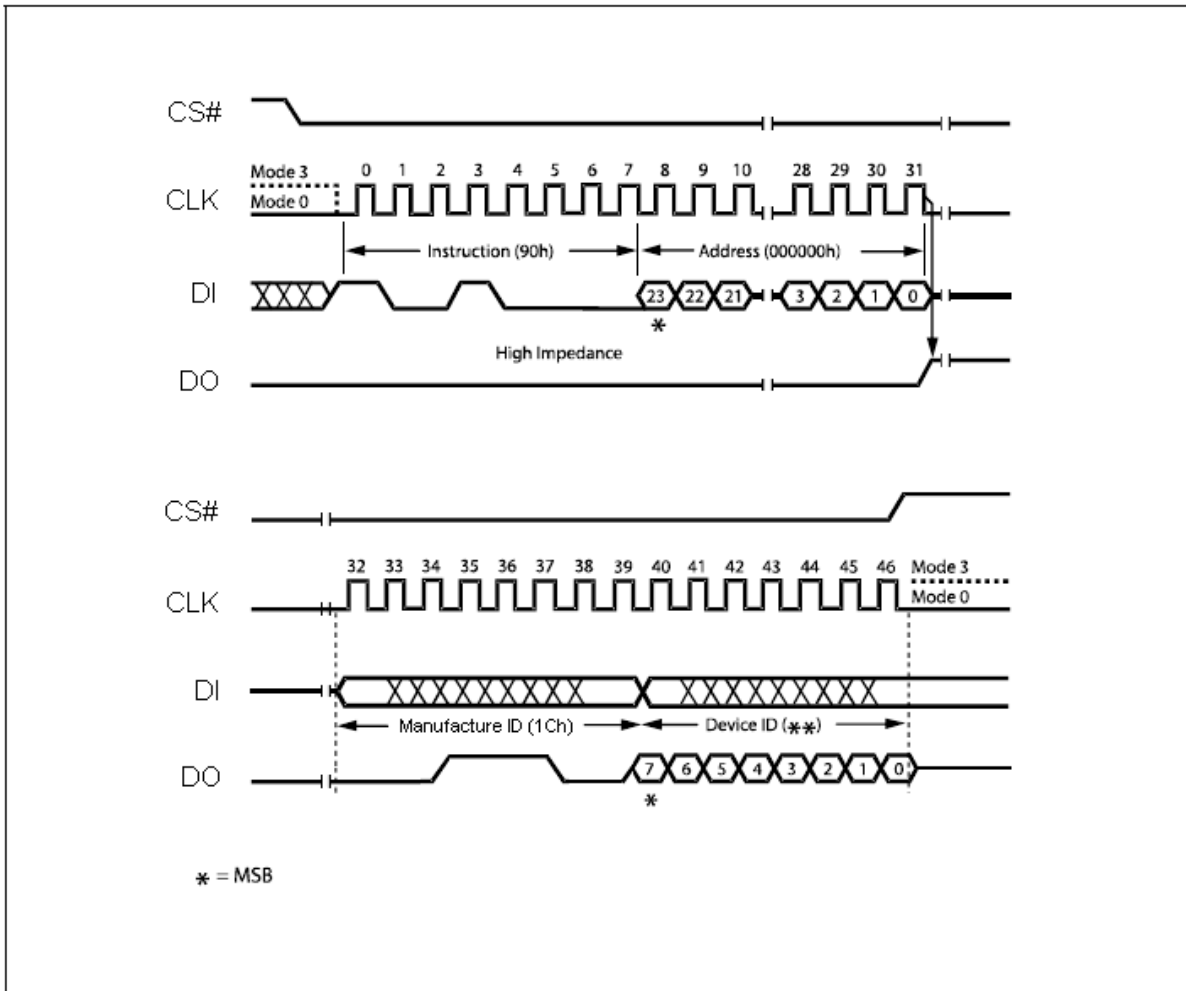 CS#
Mode 3
0 1 2 3 4 5 6 7 8 9 10 28 29 30 31
CLK
Mode 0
Instruction (90h) Address (000000h)
DI 23 22 21 3 2 1 0
*
High Impedance
DO
CS#
32 33 34 35 36 37 38 39 40 41 42 43 44 45 46 Mode 3
CLK Mode 0
DI
Manufacture ID (1Ch) Device ID (**)
DO 7 6 5 4 3 2 1 0
*
* = MSB